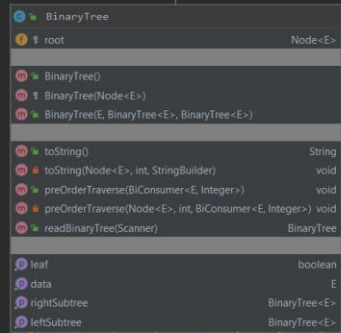 BinaryTree
root Node<E>
BinaryTree()
BinaryTree(Node<E>)
BinaryTree(E, BinaryTree<E>, BinaryTree<E>)
toString() String
toString(Node<E>, int, StringBuilder) void
preOrderTraverse(BiConsumer<E, Integer>) void
preOrderTraverse(Node<E>, int, BiConsumer<E, Integer>) void
readBinaryTree(Scanner) BinaryTree
leaf boolean
data E
rightSubtree BinaryTree<E>
leftSubtree BinaryTree<E>